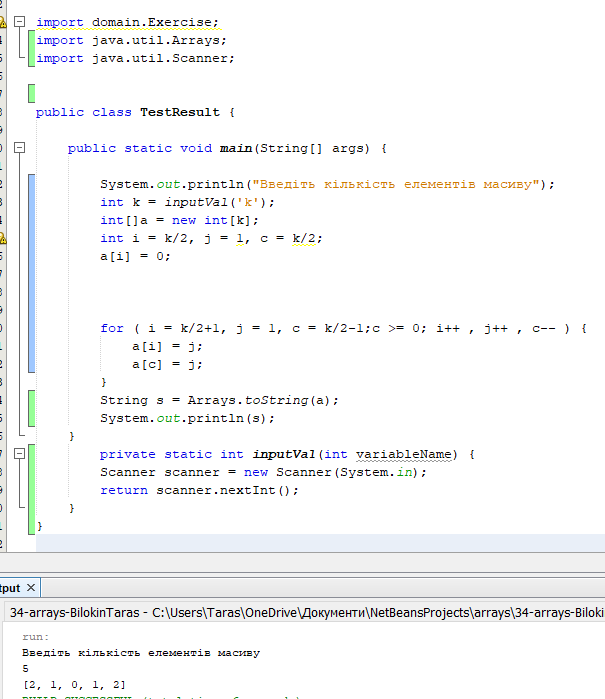 import domain.Exercise;
import java.util.Arrays;
import java.util.Scanner;
public class TestResult {
public static void main(String[] args) {
System.out.println("Введіть кількість елементів масиву");
int k = inputVal('k');
int[]a = new int[k];
int i = k/2, j = 1, c = k/2;
a[i] = 0;
for ( i = k/2+1, j = 1, c = k/2-1;c >= 0; i++ , j++ , c-- ) {
a[i] = j;
a[c] = j;
}
String s = Arrays.toString(a);
System.out.println(s);
}
private static int inputVal(int variableName) {
Scanner scanner = new Scanner(System.in);
return scanner.nextInt();
}
}
tput ×
34-arrays-BilokinTaras - C:\Users\Taras\OneDrive\Документи\NetBeansProjects\arrays\34-arrays-Biloki
run:
Введіть кількість елементів масиву
5
[2, 1, 0, 1, 2]